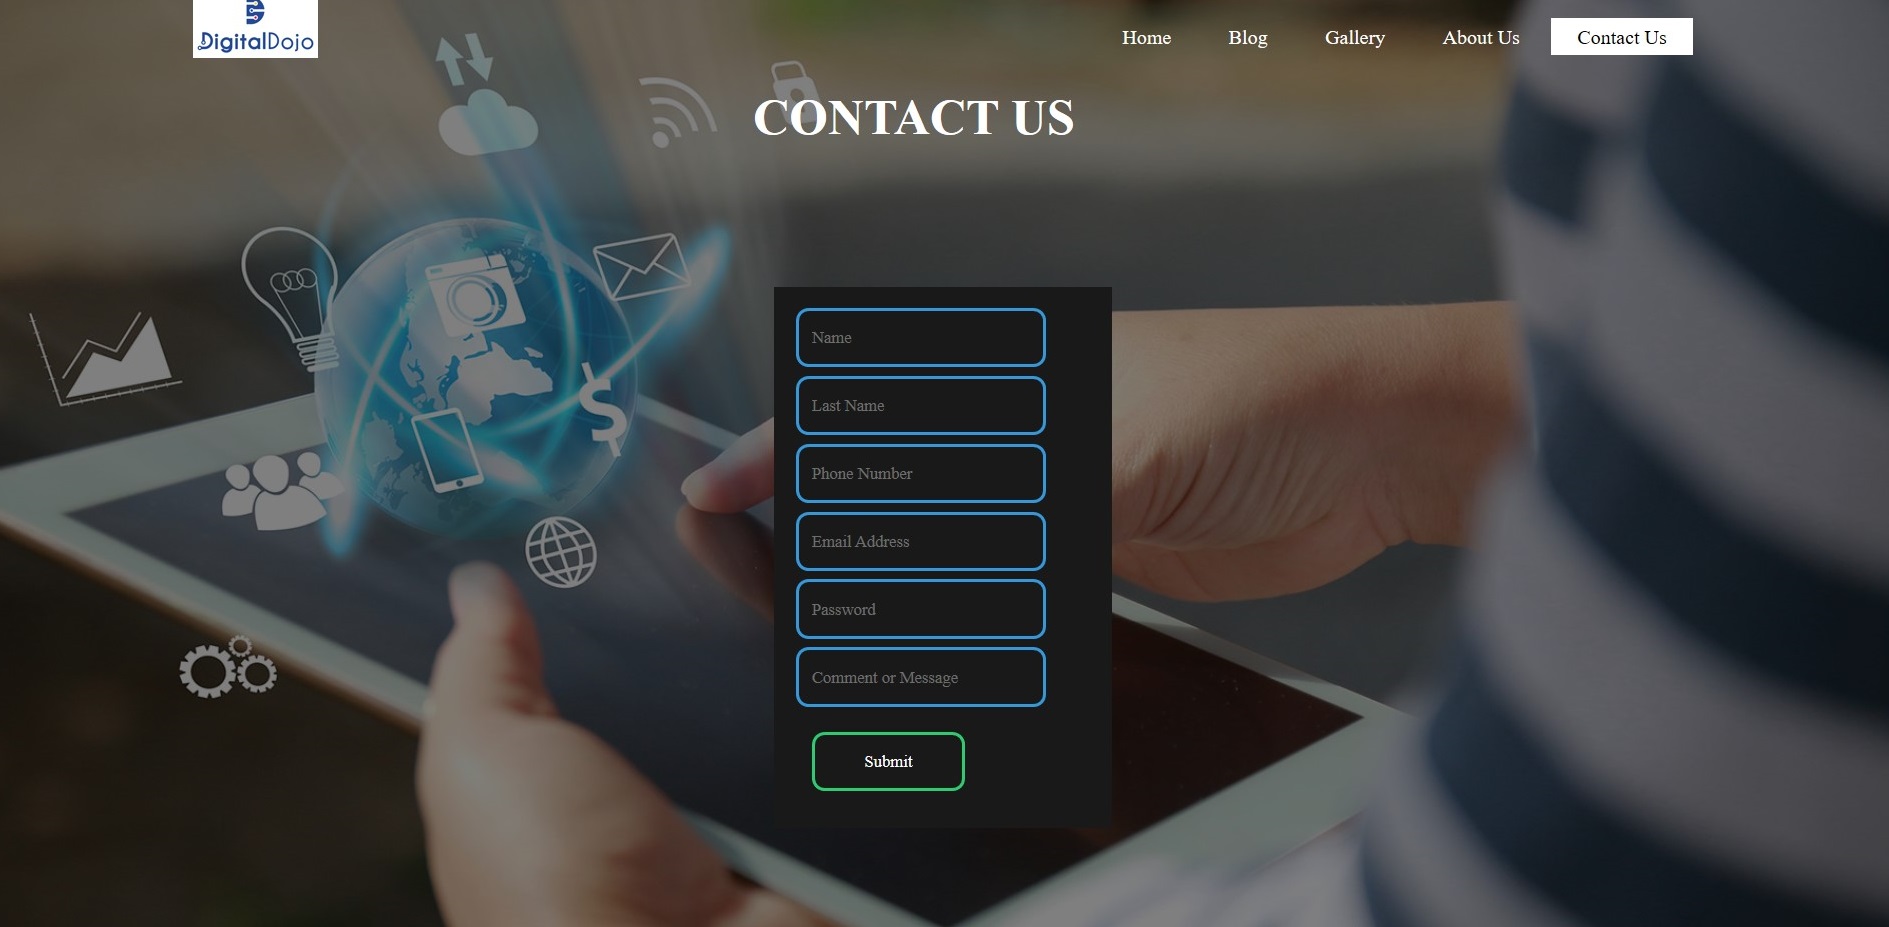 DigitalDojo
Home
Blog
Gallery
About Us
Contact Us
CONTACT US
Name
Last Name
Phone Number
Email Address
Password
Comment or Message
Submit